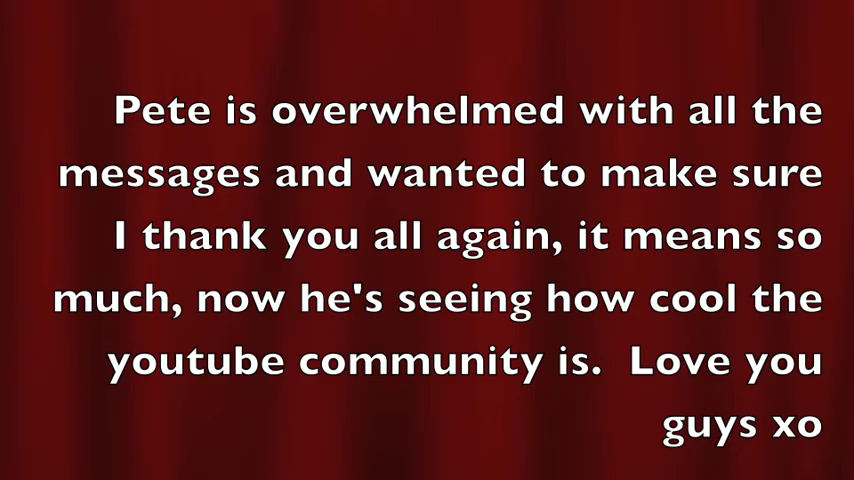 Pete is overwhelmed with all the
messages and wanted to make sure
I thank you all again, it means so
much, now he's seeing how cool the
youtube community is.  Love you
guys xo